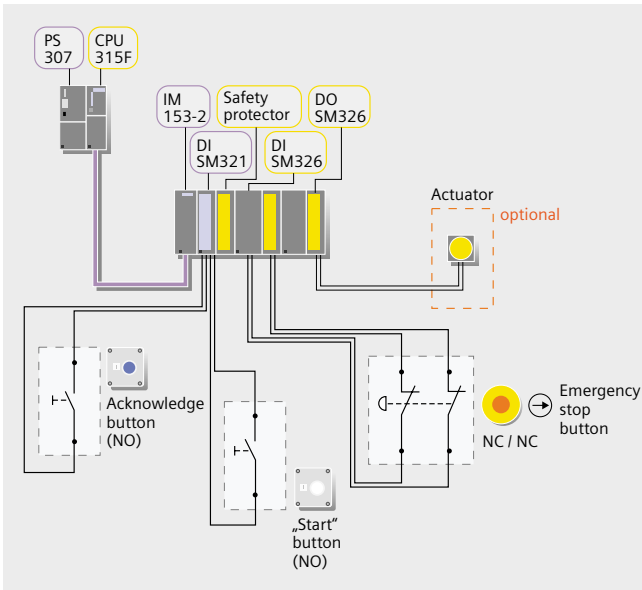 PS
307
CPU
315F
IM
153-2
Safety
protector
DO
SM326
DI
SM321
DI
SM326
Actuator
optional
Acknowledge
button
(NO)
„Start“
button
(NO)
NC / NC
Emergency
stop
button